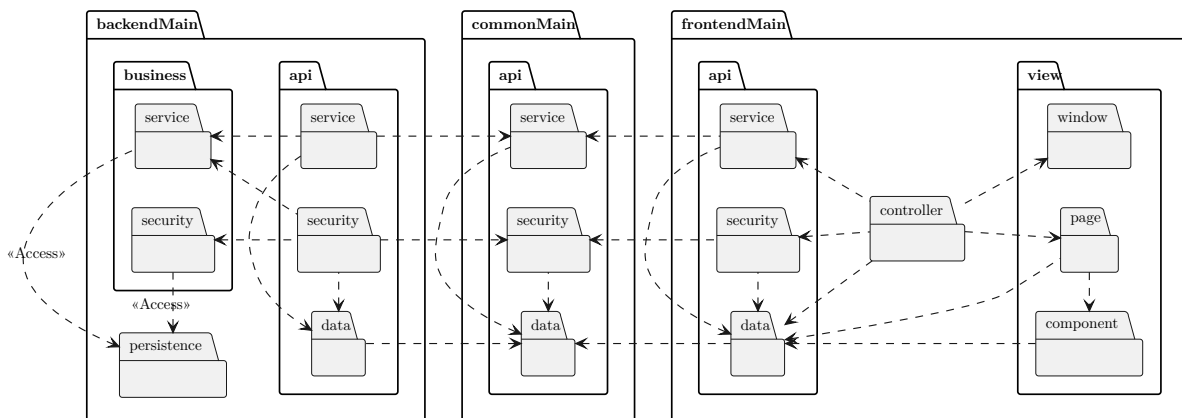 backendMain
commonMain
frontendMain
business
api
api
api
view
service
service
service
service
window
security
security
security
security
controller
page
«Access»
«Access»
persistence
data
data
data
component